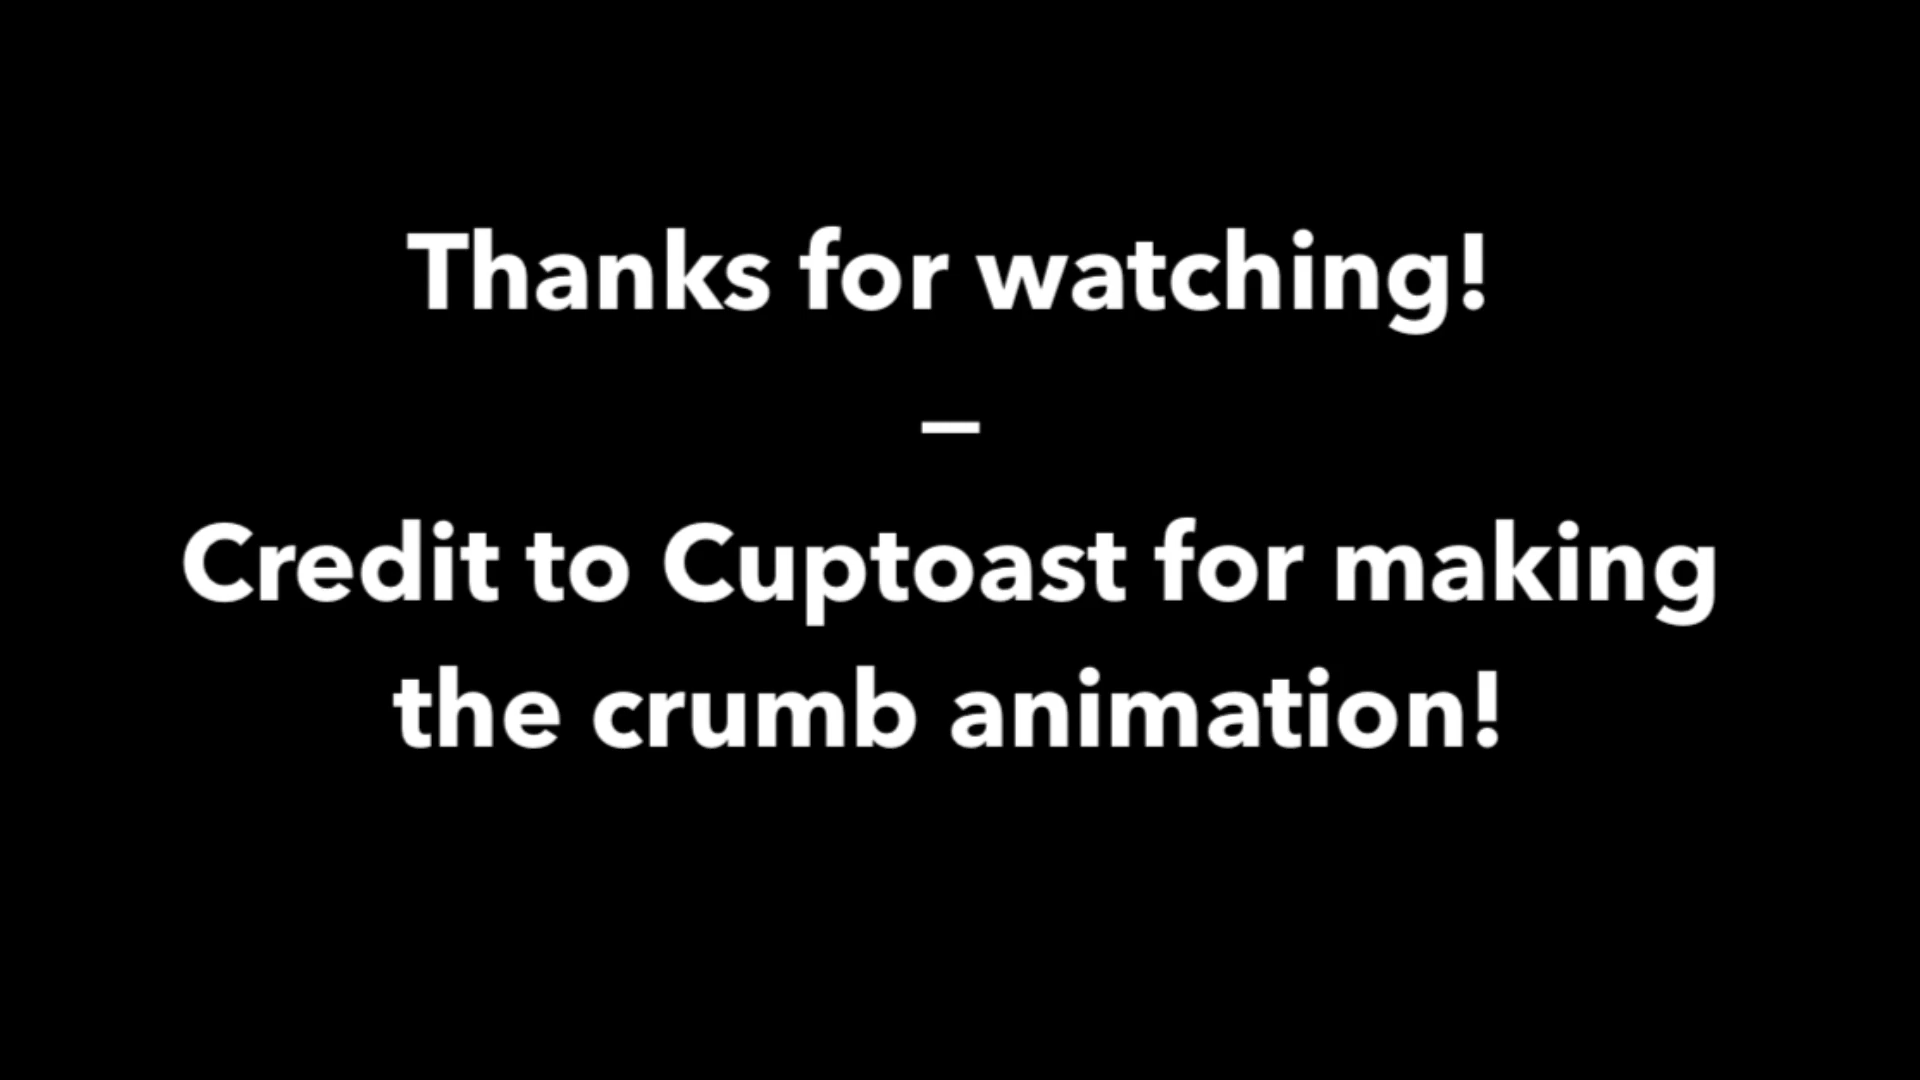 Thanks for watching!
–
Credit to Cuptoast for making
the crumb animation!